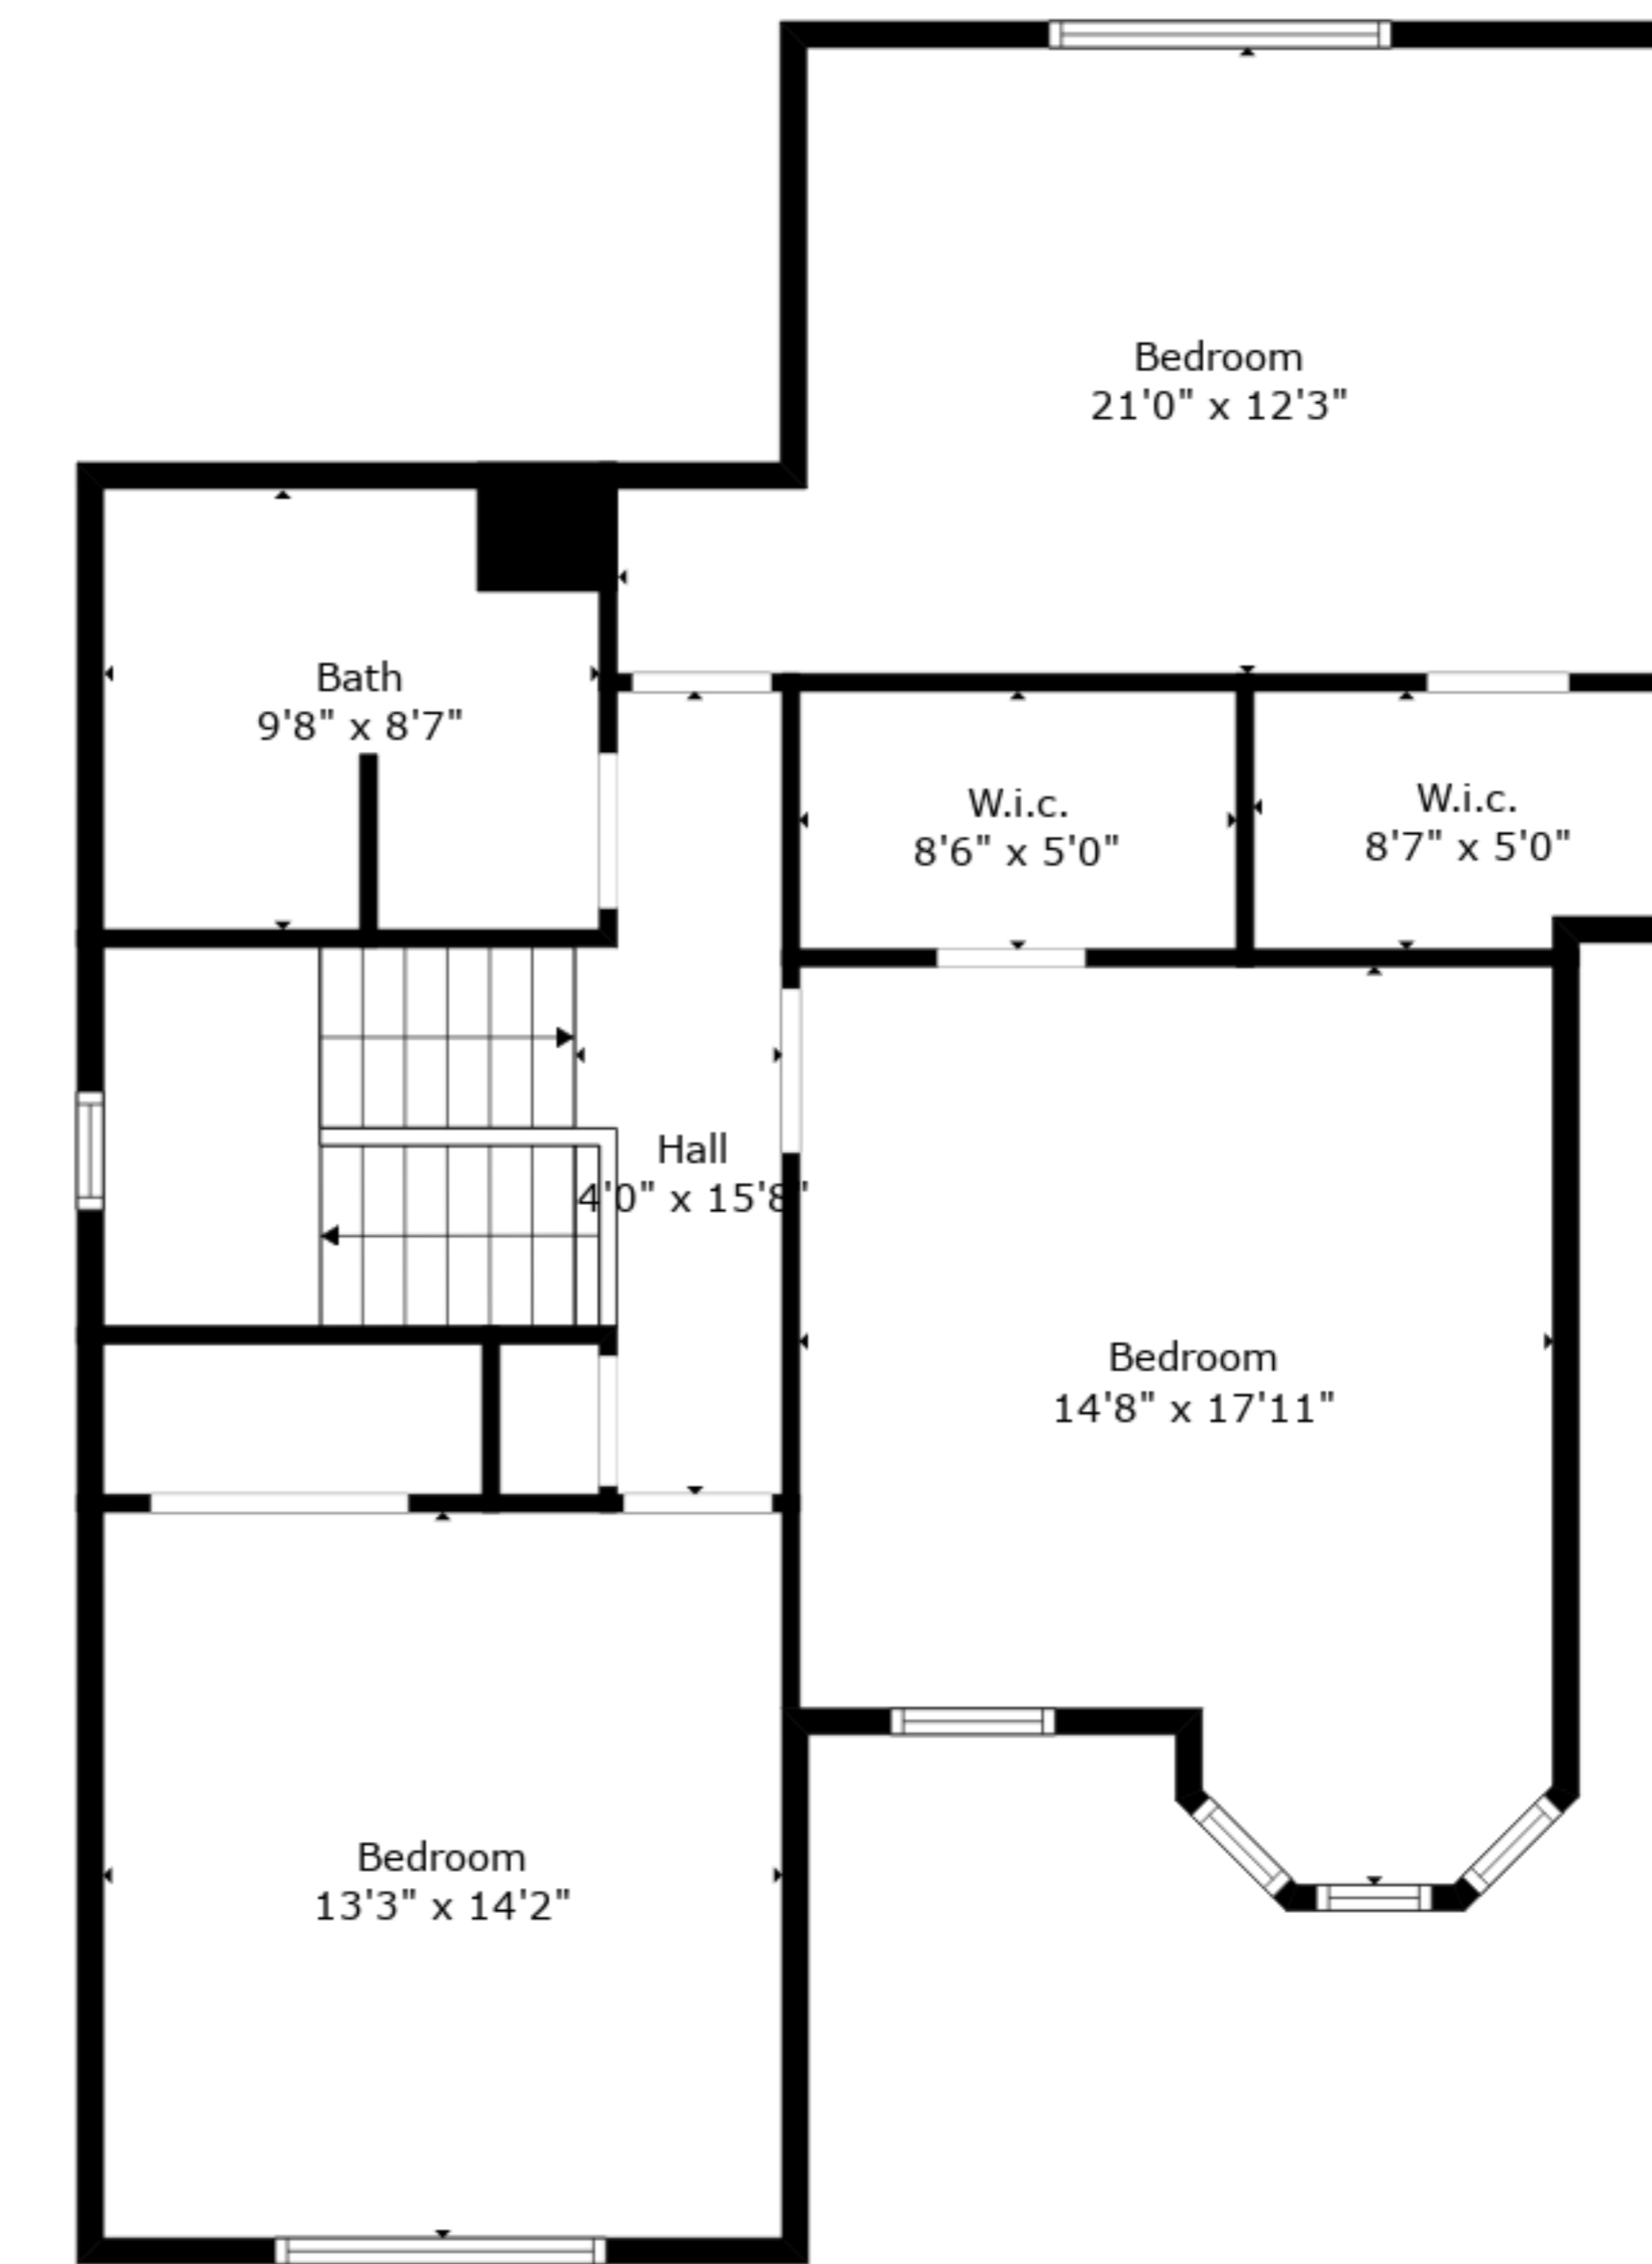 Bedroom
21'0" x 12'3"
Bath
9'8" x 8'7"
W.i.c.
8'6" x 5'0"
W.i.c.
8'7" x 5'0"
Hall
4'0" x 15'8"
Bedroom
14'8" x 17'11"
Bedroom
13'3" x 14'2"